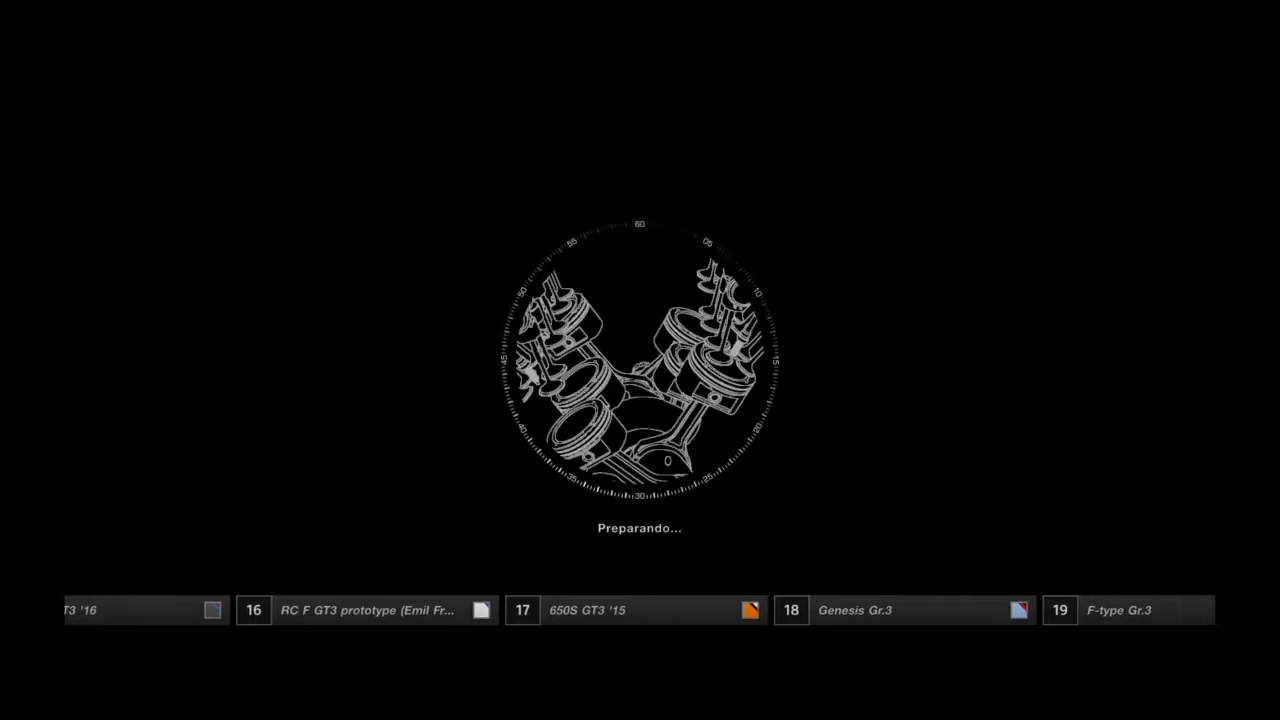 60
55
05
50
10
45
15
40
20
35
25
30
Preparando...
T3 '16
16 RC F GT3 prototype (Emil Fr...
17 650S GT3 '15
18 Genesis Gr.3
19 F-type Gr.3